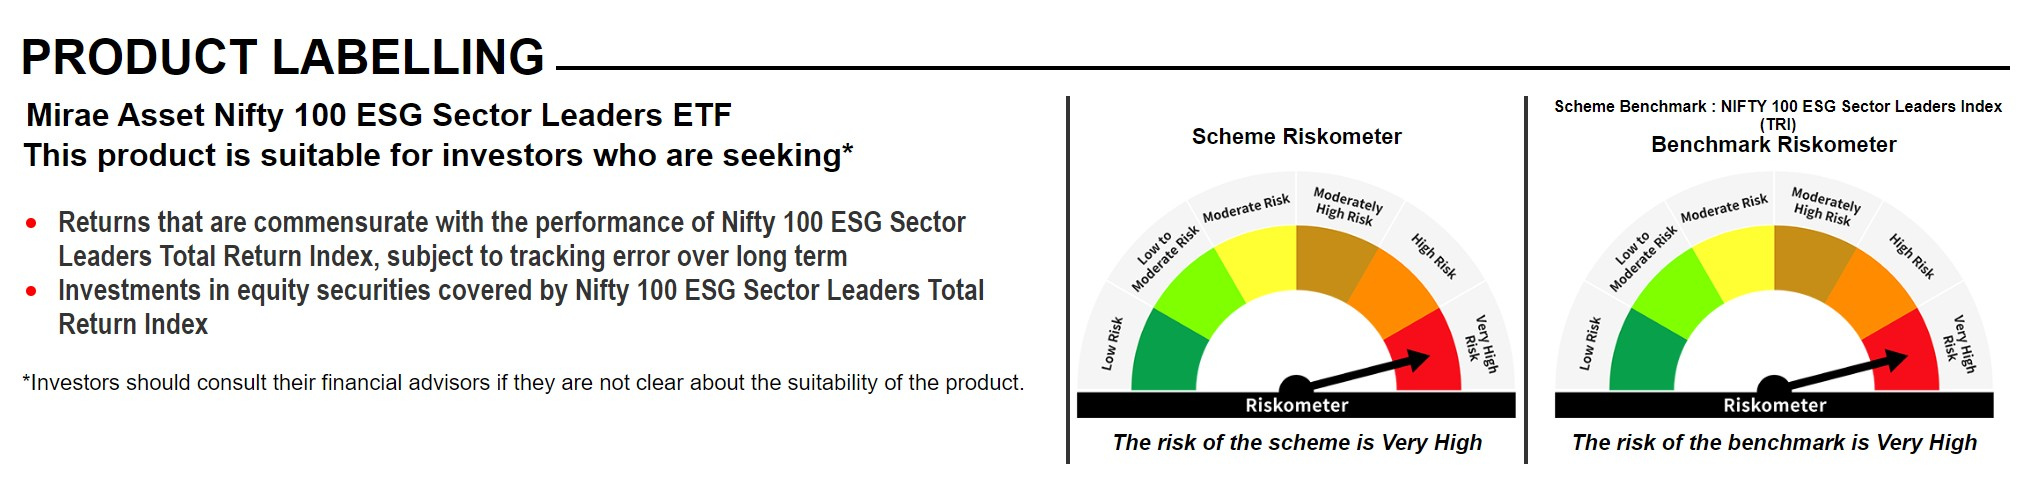 PRODUCT LABELLING
Mirae Asset Nifty 100 ESG Sector Leaders ETF
This product is suitable for investors who are seeking*
Returns that are commensurate with the performance of Nifty 100 ESG Sector
Leaders Total Return Index, subject to tracking error over long term
Investments in equity securities covered by Nifty 100 ESG Sector Leaders Total
Return Index
*Investors should consult their financial advisors if they are not clear about the suitability of the product.
Scheme Riskometer
Low Risk
Low to
Moderate Risk
Moderate Risk
Moderately
High Risk
High Risk
Very High
Risk
Riskometer
The risk of the scheme is Very High
Scheme Benchmark : NIFTY 100 ESG Sector Leaders Index
(TRI)
Benchmark Riskometer
Low Risk
Low to
Moderate Risk
Moderate Risk
Moderately
High Risk
High Risk
Very High
Risk
Riskometer
The risk of the benchmark is Very High